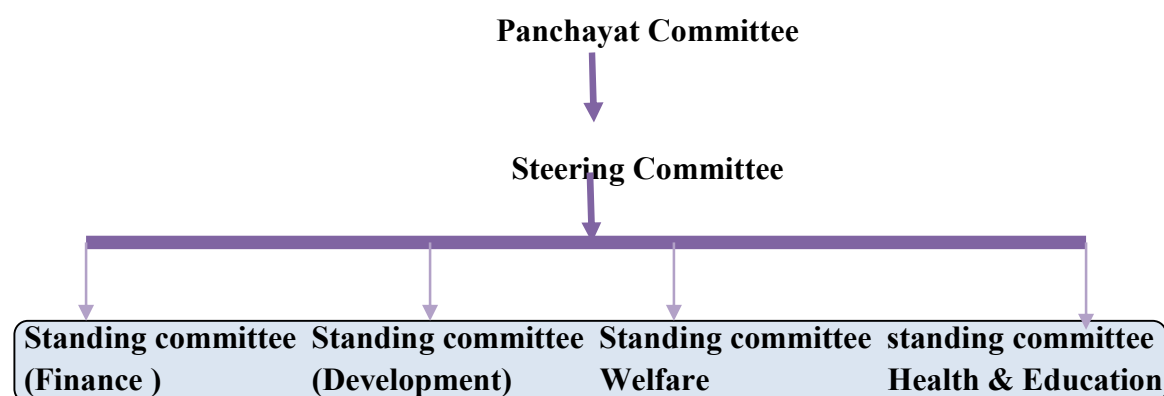 Panchayat Committee
Steering Committee
Standing committee
(Finance )
Standing committee
(Development)
Standing committee
Welfare
standing committee
Health & Education